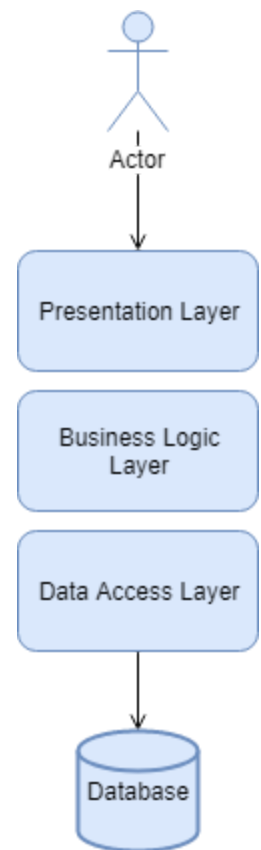 Actor
Presentation Layer
Business Logic
Layer
Data Access Layer
Database